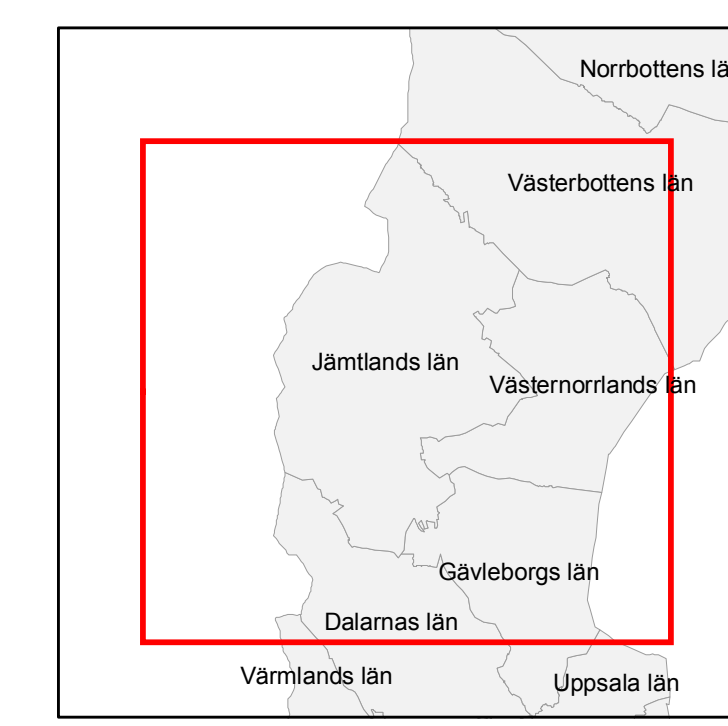 Norrbottens lä
Västerbottens län
Jämtlands län
Västernorrlands län
Gävleborgs län
Dalarnas län
Värmlands län
Uppsala län